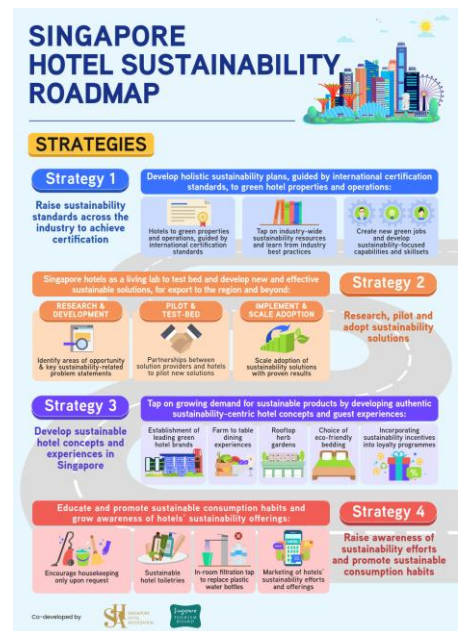 SINGAPORE
HOTEL SUSTAINABILITY
ROADMAP
STRATEGIES
Strategy 1
Raise sustainability
standards across the
industry to achieve
certification
Develop holistic sustainability plans, guided by international certification
standards, to green hotel properties and operations:
Hotels to green properties
and operations, guided by
international certification
standards
Tap on industry-wide
sustainability resources
and learn from industry
best practices
Create new green jobs
and develop
sustainability-focused
capabilities and skillsets
Singapore hotels as a living lab to test bed and develop new and effective
sustainable solutions, for export to the region and beyond:
Strategy 2
Research, pilot and
adopt sustainability
solutions
RESEARCH &
DEVELOPMENT
Identify areas of opportunity
& key sustainability-related
problem statements
PILOT &
TEST-BED
Partnerships between
solution providers and hotels
to pilot new solutions
IMPLEMENT &
SCALE ADOPTION
Scale adoption of
sustainability solutions
with proven results
Strategy 3
Develop sustainable
hotel concepts and
experiences in
Singapore
Tap on growing demand for sustainable products by developing authentic
sustainability-centric hotel concepts and guest experiences:
Establishment of
leading green
hotel brands
Farm to table
dining
experiences
Rooftop
herb
gardens
Choice of
eco-friendly
bedding
Incorporating
sustainability incentives
into loyalty programmes
Educate and promote sustainable consumption habits and
grow awareness of hotels' sustainability offerings:
Strategy 4
Raise awareness of
sustainability efforts
and promote sustainable
consumption habits
Encourage housekeeping
only upon request
Sustainable
hotel toiletries
In-room filtration tap
to replace plastic
water bottles
Marketing of hotels'
sustainability efforts
and offerings
Co-developed by
SINGAPORE
HOTEL
ASSOCIATION
Singapore
TOURISM
BOARD